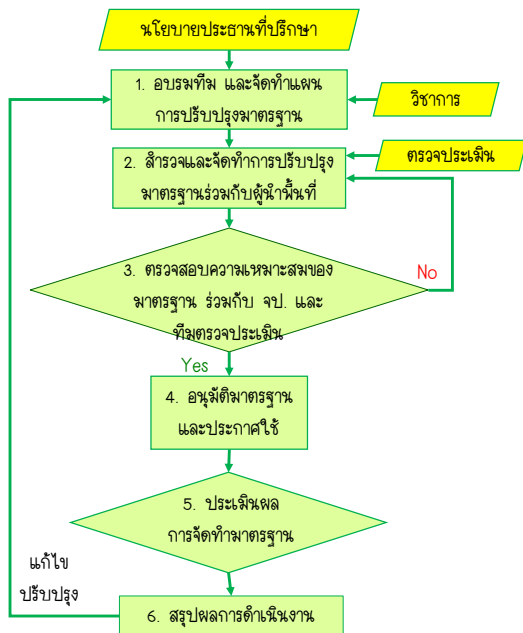 นโยบายประธานที่ปรึกษา
1. อบรมทีม และจัดทำแผน
การปรับปรุงมาตรฐาน
วิชาการ
2. สำรวจและจัดทำการปรับปรุง
มาตรฐานร่วมกับผู้นำพื้นที่
ตรวจประเมิน
3. ตรวจสอบความเหมาะสมของ
มาตรฐาน ร่วมกับ จป. และ
ทีมตรวจประเมิน
No
Yes
4. อนุมัติมาตรฐาน
และประกาศใช้
5. ประเมินผล
การจัดทำมาตรฐาน
แก้ไข
ปรับปรุง
6. สรุปผลการดำเนินงาน